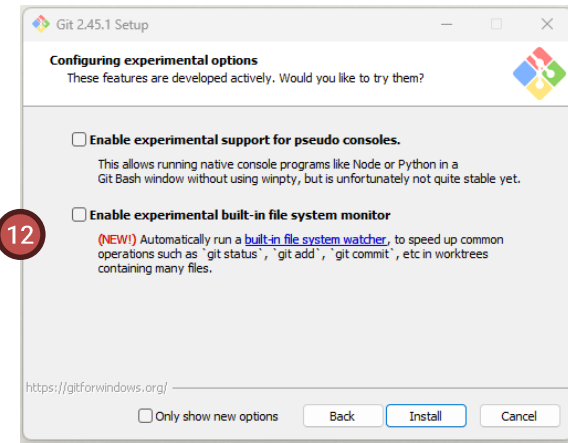 Git 2.45.1 Setup
Configuring experimental options
These features are developed actively. Would you like to try them?
Enable experimental support for pseudo consoles.
This allows running native console programs like Node or Python in a
Git Bash window without using winpty, but is unfortunately not quite stable yet.
Enable experimental built-in file system monitor
12
(NEW!) Automatically run a built-in file system watcher, to speed up common
operations such as `git status`, `git add`, `git commit`, etc in worktrees
containing many files.
https://gitforwindows.org/
Only show new options Back Install Cancel